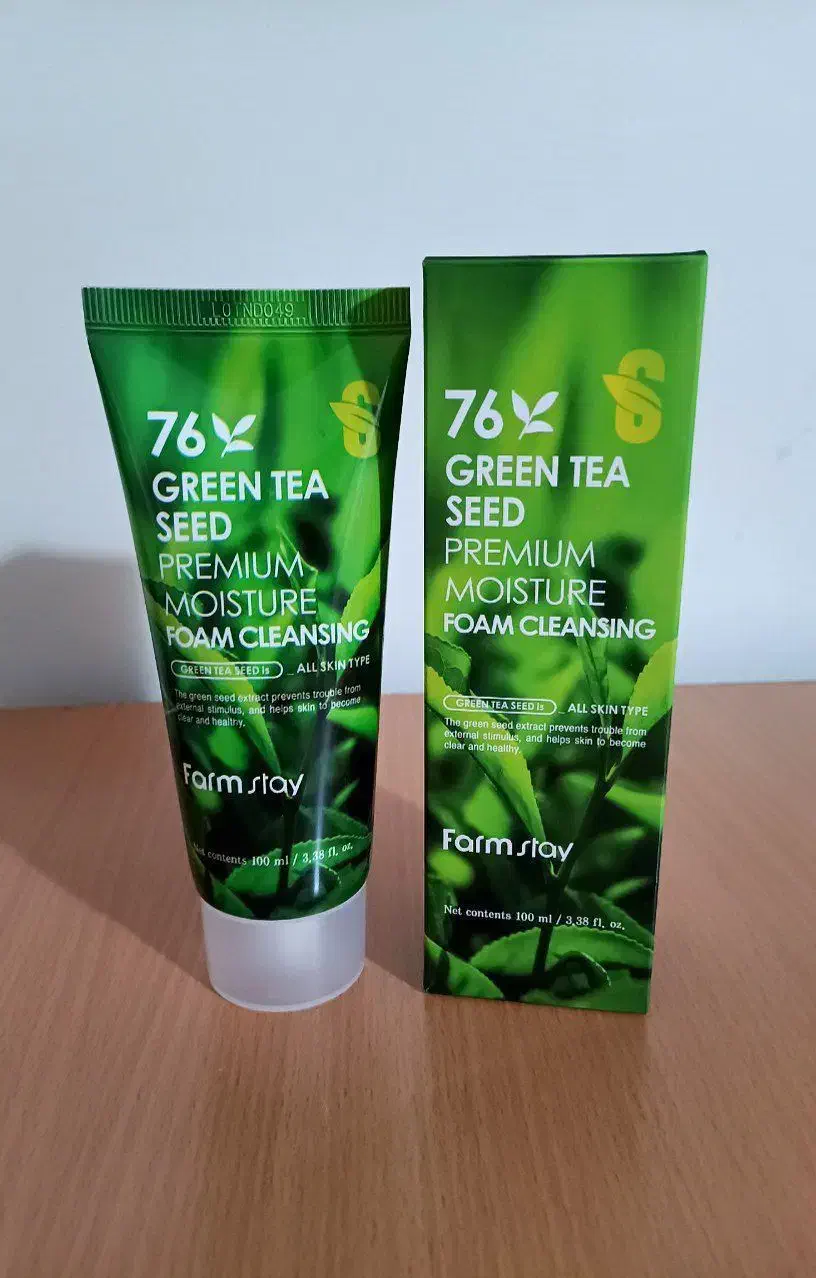 LOTND049
76
S
GREEN TEA
SEED
PREMIUM
MOISTURE
FOAM CLEANSING
GREEN TEA SEED is _ ALL SKIN TYPE
The green seed extract prevents trouble from
external stimulus, and helps skin to become
clear and healthy.
Farm stay
Net contents 100 ml / 3,38 fl. oz.
76
S
GREEN TEA
SEED
PREMIUM
MOISTURE
FOAM CLEANSING
GREEN TEA SEED is _ ALL SKIN TYPE
The green seed extract prevents trouble from
external stimulus, and helps skin to become
clear and healthy.
Farm stay
Net contents 100 ml / 3,38 fl. oz.